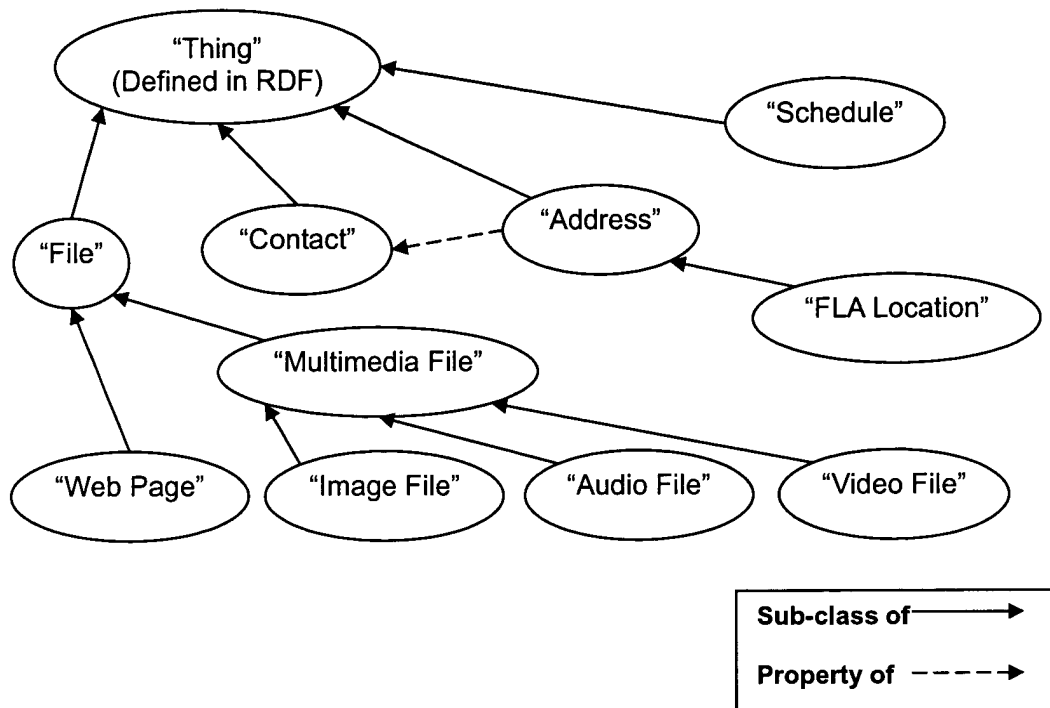 “Thing”
(Defined in RDF)
“Schedule”
“File”
“Contact”
“Address”
“FLA Location”
“Multimedia File”
“Web Page”
“Image File”
“Audio File”
“Video File”
Sub-class of
Property of